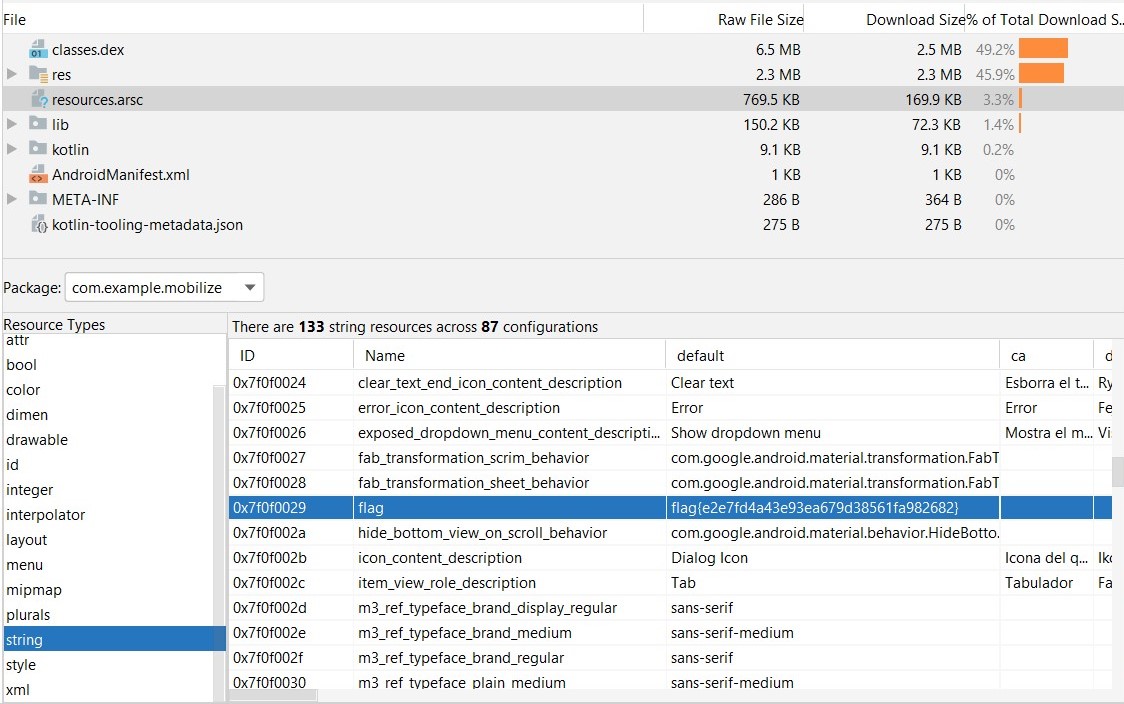 File Raw File Size Download Size % of Total Download S..
classes.dex 6.5 MB 2.5 MB 49.2%
res 2.3 MB 2.3 MB 45.9%
resources.arsc 769.5 KB 169.9 KB 3.3%
lib 150.2 KB 72.3 KB 1.4%
kotlin 9.1 KB 9.1 KB 0.2%
AndroidManifest.xml 1 KB 1 KB 0%
META-INF 286 B 364 B 0%
kotlin-tooling-metadata.json 275 B 275 B 0%
Package: com.example.mobilize
Resource Types
attr
bool
color
dimen
drawable
id
integer
interpolator
layout
menu
mipmap
plurals
string
style
xml
There are 133 string resources across 87 configurations
ID Name default ca d
0x7f0f0024 clear_text_end_icon_content_description Clear text Esborra el t... Ry
0x7f0f0025 error_icon_content_description Error Error Fe
0x7f0f0026 exposed_dropdown_menu_content_descripti... Show dropdown menu Mostra el m... Vi
0x7f0f0027 fab_transformation_scrim_behavior com.google.android.material.transformation.FabT
0x7f0f0028 fab_transformation_sheet_behavior com.google.android.material.transformation.FabT
0x7f0f0029 flag flag{e2e7fd4a43e93ea679d38561fa982682}
0x7f0f002a hide_bottom_view_on_scroll_behavior com.google.android.material.behavior.HideBotto.
0x7f0f002b icon_content_description Dialog Icon Icona del q... Ikc
0x7f0f002c item_view_role_description Tab Tabulador Fa
0x7f0f002d m3_ref_typeface_brand_display_regular sans-serif
0x7f0f002e m3_ref_typeface_brand_medium sans-serif-medium
0x7f0f002f m3_ref_typeface_brand_regular sans-serif
0x7f0f0030 m3_ref_typeface_plain_medium sans-serif-medium